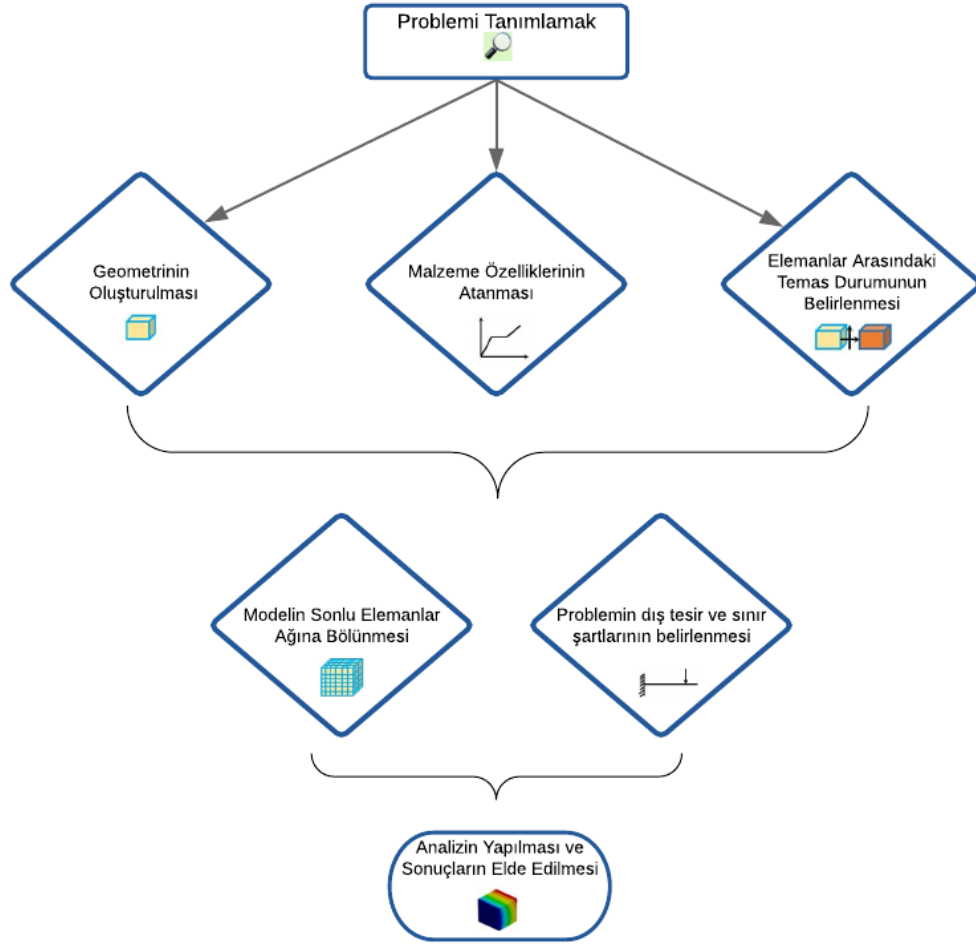 Problemi Tanımlamak
Geometrinin
Oluşturulması
Malzeme Özelliklerinin
Atanması
Elemanlar Arasındaki
Temas Durumunun
Belirlenmesi
Modelin Sonlu Elemanlar
Ağına Bölünmesi
Problemin dış tesir ve sınır
şartlarının belirlenmesi
Analizin Yapılması ve
Sonuçların Elde Edilmesi